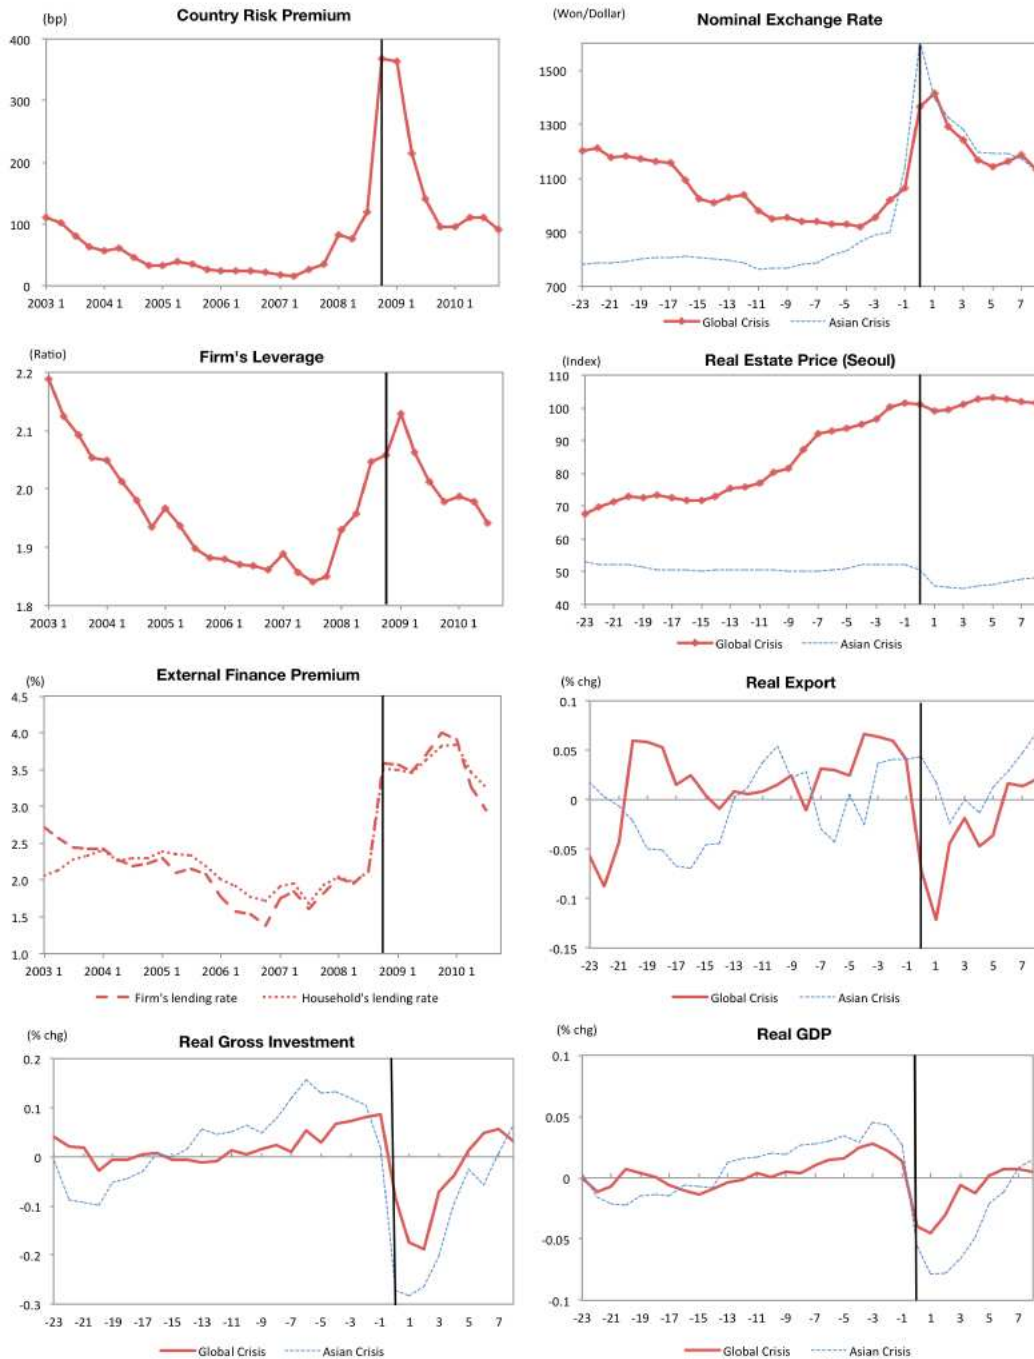 Country Risk Premium
(bp)
400
300
200
100
0
2003 1 2004 1 2005 1 2006 1 2007 1 2008 1 2009 1 2010 1
Nominal Exchange Rate
(Won/Dollar)
1500
1300
1100
900
700
-23 -21 -19 -17 -15 -13 -11 -9 -7 -5 -3 -1 1 3 5 7
Global Crisis Asian Crisis
Firm's Leverage
(Ratio)
2.2
2.1
2.0
1.9
1.8
2003 1 2004 1 2005 1 2006 1 2007 1 2008 1 2009 1 2010 1
Real Estate Price (Seoul)
(Index)
110
100
90
80
70
60
50
40
-23 -21 -19 -17 -15 -13 -11 -9 -7 -5 -3 -1 1 3 5 7
Global Crisis Asian Crisis
External Finance Premium
(%)
4.5
4.0
3.5
3.0
2.5
2.0
1.5
1.0
2003 1 2004 1 2005 1 2006 1 2007 1 2008 1 2009 1 2010 1
Firm's lending rate Household's lending rate
Real Export
(% chg)
0.1
0.05
0
-0.05
-0.1
-0.15
-23 -21 -19 -17 -15 -13 -11 -9 -7 -5 -3 -1 1 3 5 7
Global Crisis Asian Crisis
Real Gross Investment
(% chg)
0.2
0.1
0
-0.1
-0.2
-0.3
-23 -21 -19 -17 -15 -13 -11 -9 -7 -5 -3 -1 1 3 5 7
Global Crisis Asian Crisis
Real GDP
(% chg)
0.1
0.05
0
-0.05
-0.1
-23 -21 -19 -17 -15 -13 -11 -9 -7 -5 -3 -1 1 3 5 7
Global Crisis Asian Crisis